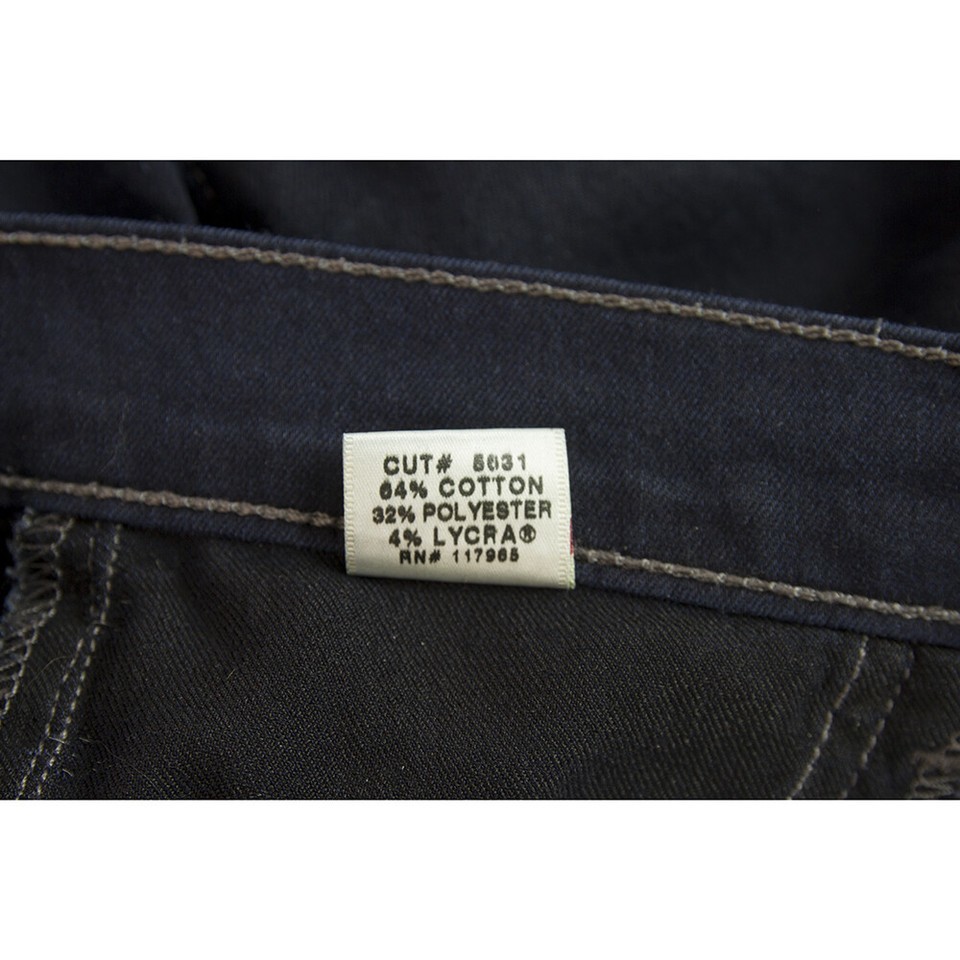 CUT# 5631
64% COTTON
32% POLYESTER
4% LYCRA®
RN# 117965